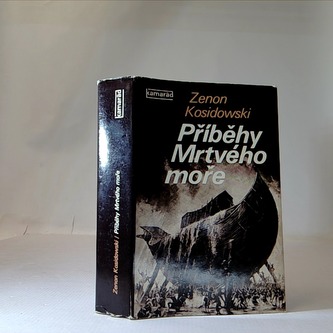 kamarád
Zenon
Kosidowski
Příběhy
Mrtvého
moře
kamarád
Zenon Kosidowski / Příběhy Mrtvého moře